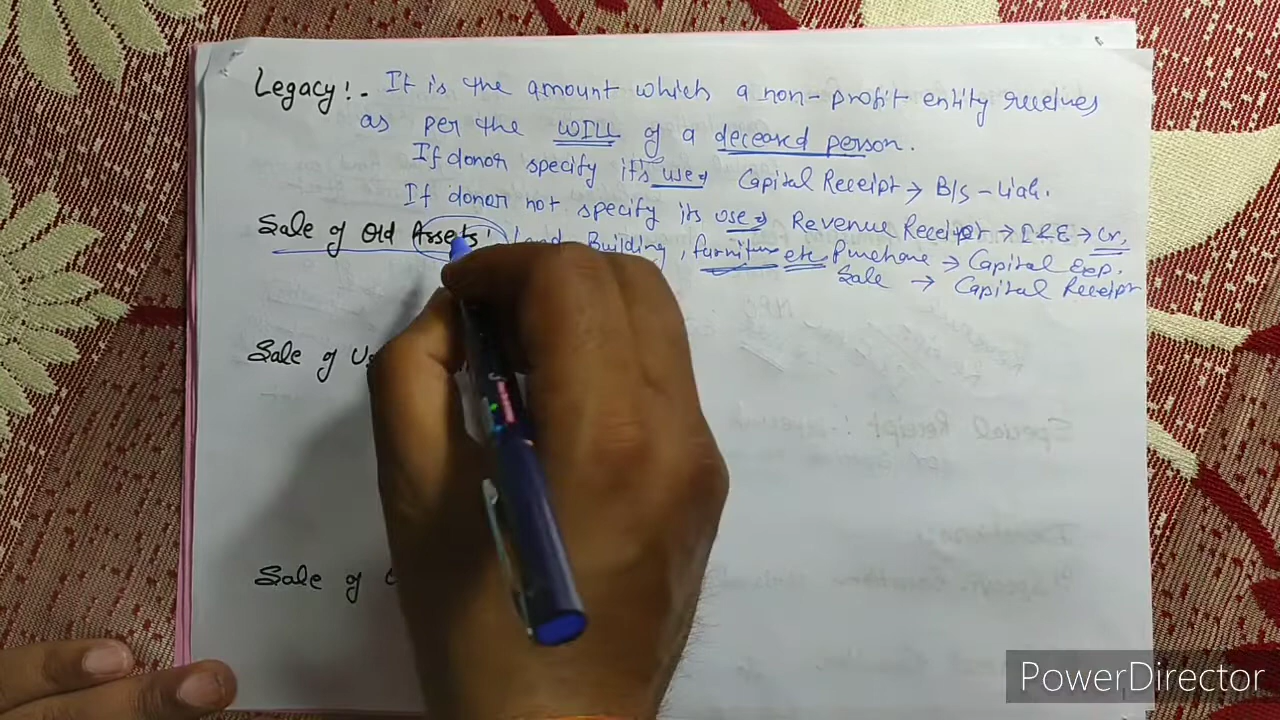 Legacy:- It is the amount which a non-profit entity receives
as per the WILL of a deceased person.
If donor specify it's use → Capital Receipt → B/S - Liab.
If donor not specify its use → Revenue Receipt → I & E → Cr.
Sale of Old Assets: Land, Building, furniture etc. Purchase → Capital Exp.
Sale → Capital Receipt
Sale of
Sale of
PowerDirector